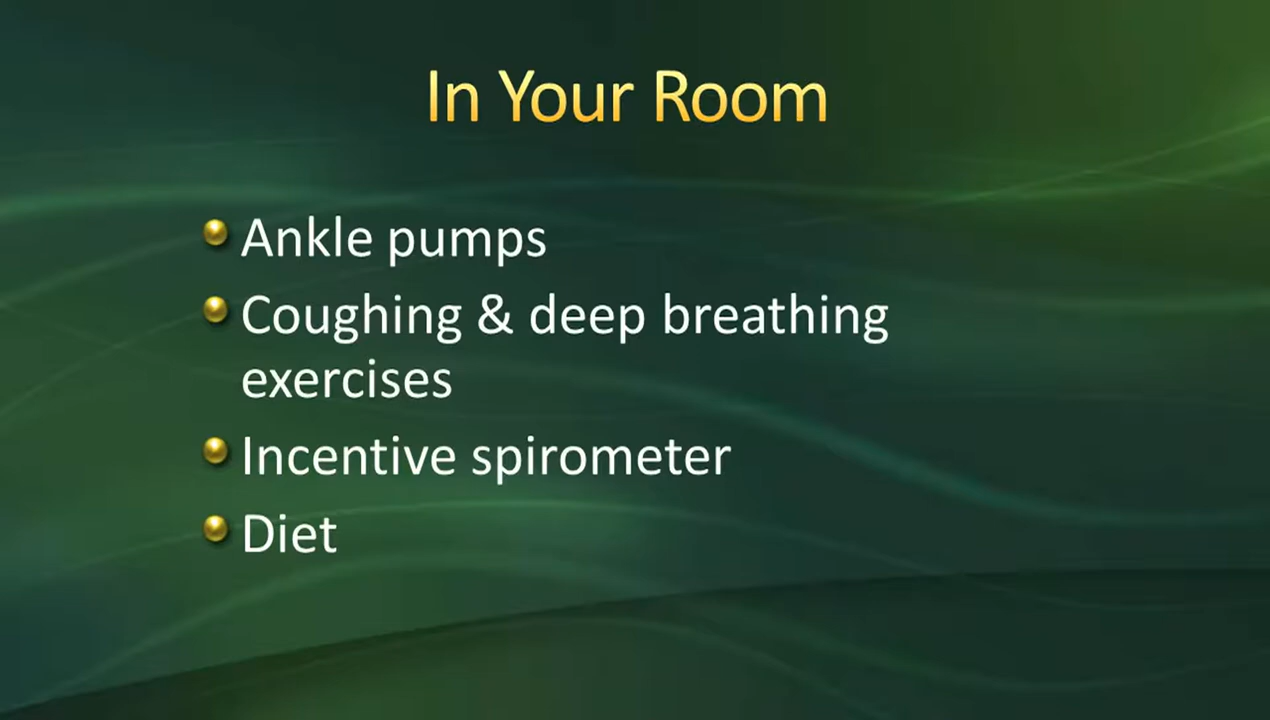 In Your Room
Ankle pumps
Coughing & deep breathing
exercises
Incentive spirometer
Diet